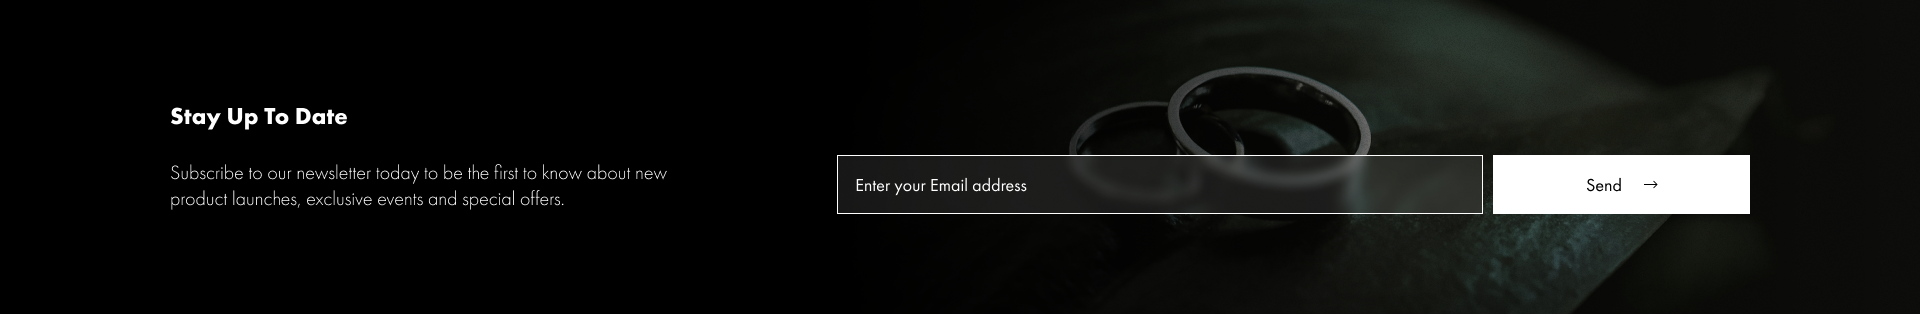 Stay Up To Date
Subscribe to our newsletter today to be the first to know about new
product launches, exclusive events and special offers.
Enter your Email address
Send →